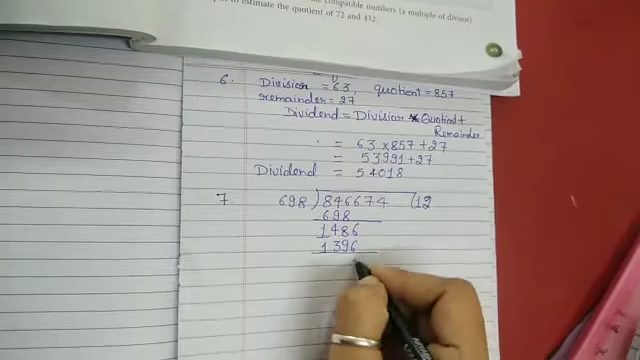 to estimate the quotient of 72 and 432.
compatible numbers (a multiple of divisor)
6. Division = 63, quotient = 857
remainder = 27
Dividend = Division × Quotient +
Remainder
= 63 × 857 + 27
= 53991 + 27
Dividend = 54018
7. 698 ) 846674 ( 12
698
1486
1396